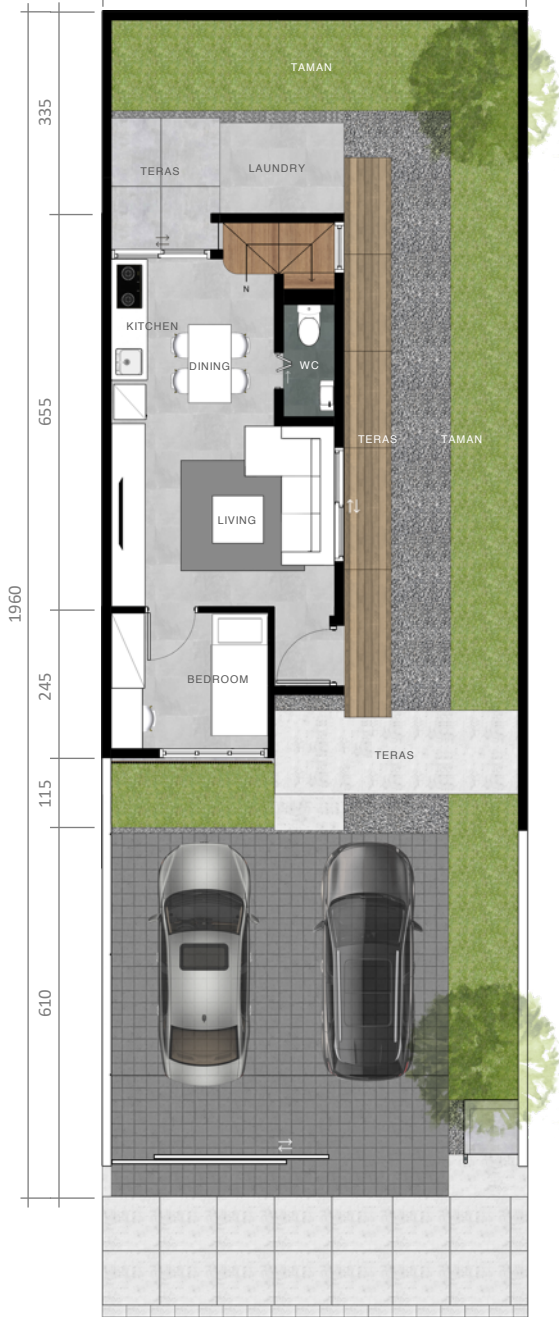 TAMAN
335
TERAS
LAUNDRY
N
KITCHEN
DINING
WC
655
TERAS
TAMAN
LIVING
1960
245
BEDROOM
TERAS
115
610